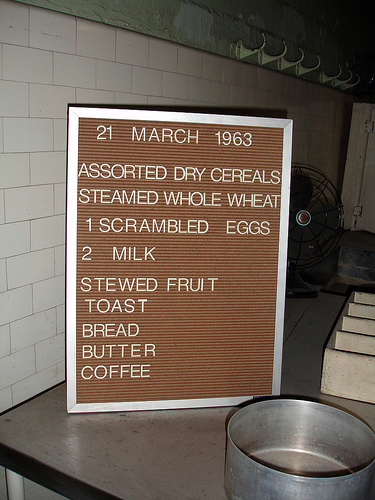 21 MARCH 1963
ASSORTED DRY CEREALS
STEAMED WHOLE WHEAT
1 SCRAMBLED EGGS
2 MILK
STEWED FRUIT
TOAST
BREAD
BUTTER
COFFEE